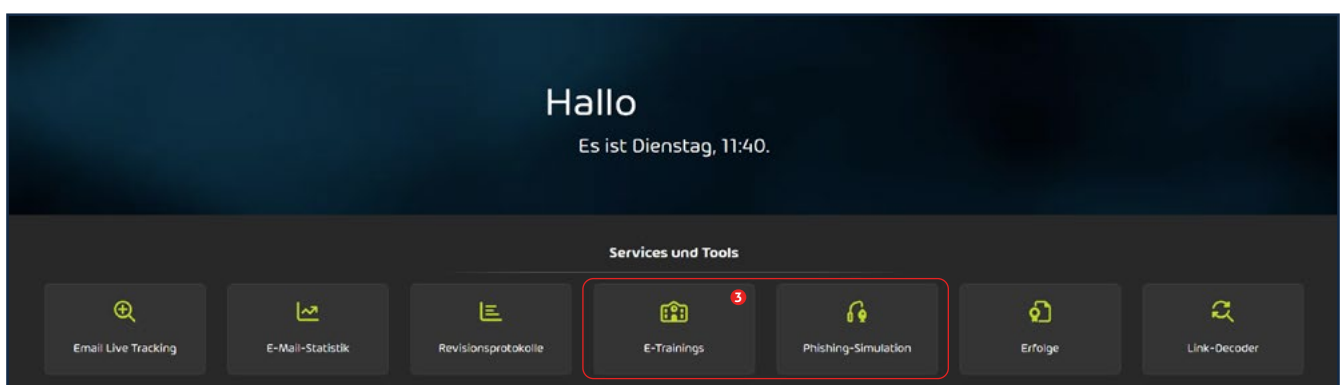 Hallo
Es ist Dienstag, 11:40.
Services und Tools
3
Email Live Tracking
E-Mail-Statistik
Revisionsprotokolle
E-Trainings
Phishing-Simulation
Erfolge
Link-Decoder